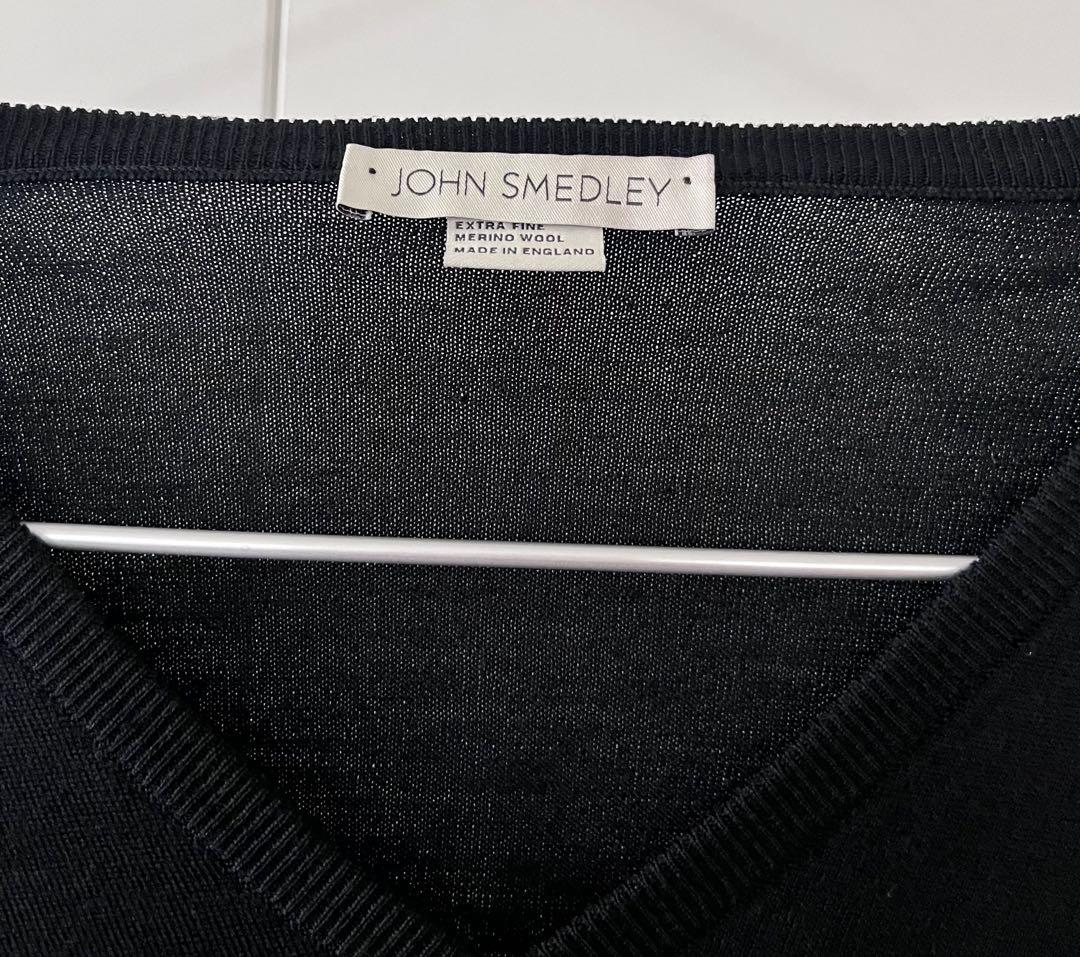 JOHN SMEDLEY
EXTRA FINE
MERINO WOOL
MADE IN ENGLAND